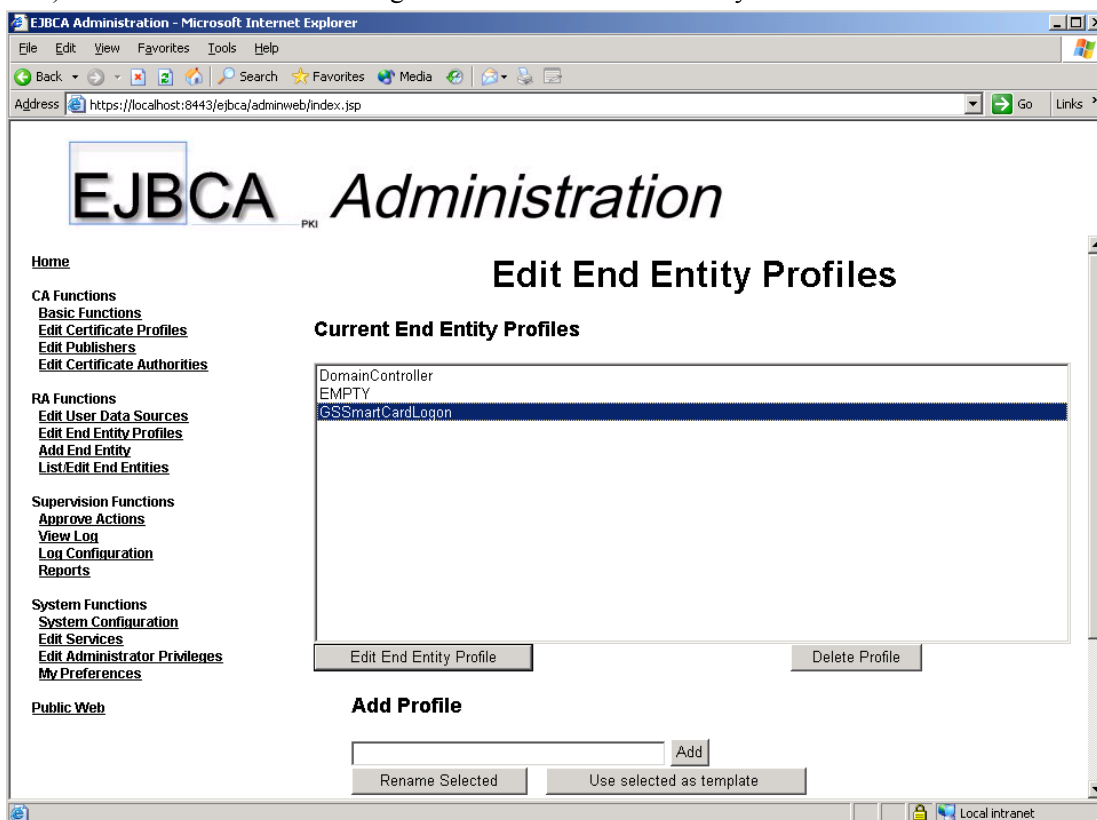 EJBCA Administration - Microsoft Internet Explorer
File Edit View Favorites Tools Help
Back Search Favorites Media
Address https://localhost:8443/ejbca/adminweb/index.jsp Go Links
EJBCA PKI Administration
Home
CA Functions
Basic Functions
Edit Certificate Profiles
Edit Publishers
Edit Certificate Authorities
RA Functions
Edit User Data Sources
Edit End Entity Profiles
Add End Entity
List/Edit End Entities
Supervision Functions
Approve Actions
View Log
Log Configuration
Reports
System Functions
System Configuration
Edit Services
Edit Administrator Privileges
My Preferences
Public Web
Edit End Entity Profiles
Current End Entity Profiles
DomainController
EMPTY
GSSmartCardLogon
Edit End Entity Profile Delete Profile
Add Profile
Add
Rename Selected Use selected as template
Local intranet